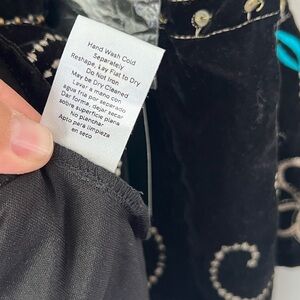 Hand Wash Cold
Separately
Reshape, Lay Flat to Dry
Do Not Iron
May be Dry Cleaned
Lavar a mano con
agua fria por separado
Dar forma, dejar secar
sobre superficie plana
No planchar
Apto para limpieza
en seco